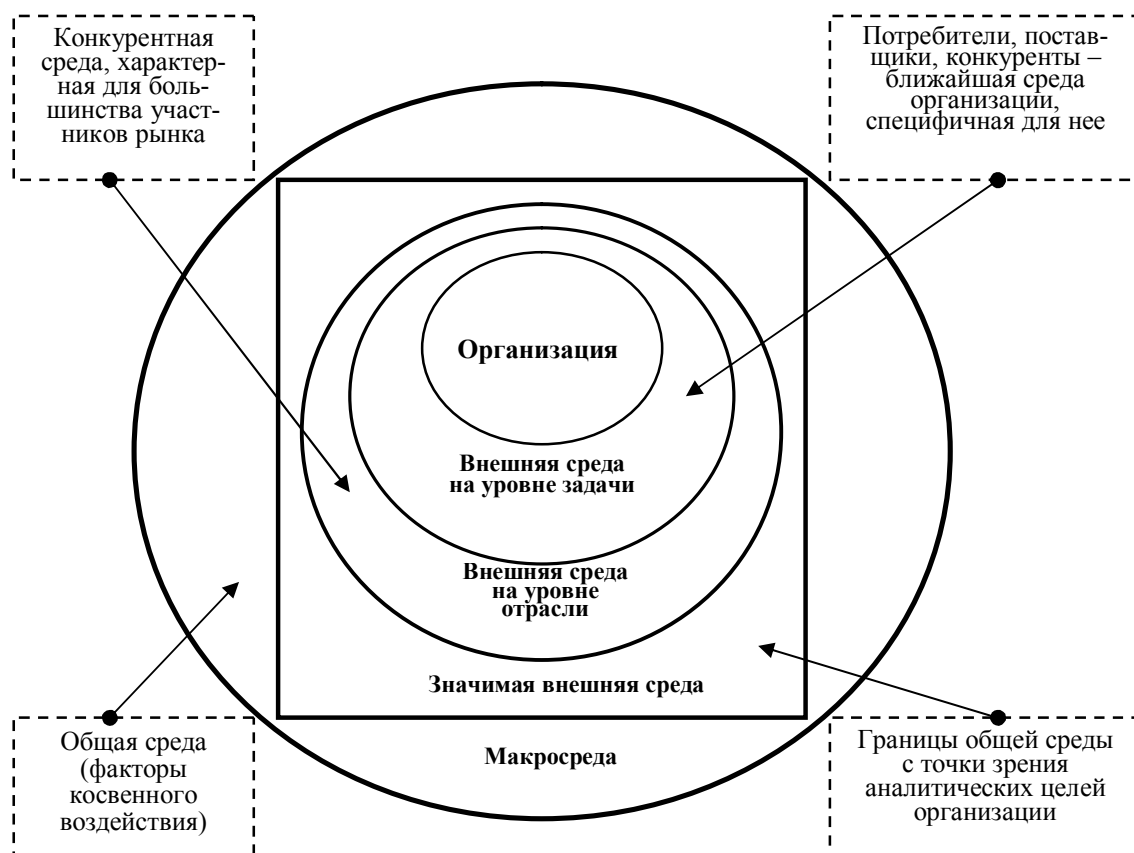 Конкурентная
среда, характер-
ная для боль-
шинства участ-
ников рынка
Потребители, постав-
щики, конкуренты –
ближайшая среда
организации,
специфичная для нее
Организация
Внешняя среда
на уровне задачи
Внешняя среда
на уровне
отрасли
Значимая внешняя среда
Макросреда
Общая среда
(факторы
косвенного
воздействия)
Границы общей среды
с точки зрения
аналитических целей
организации